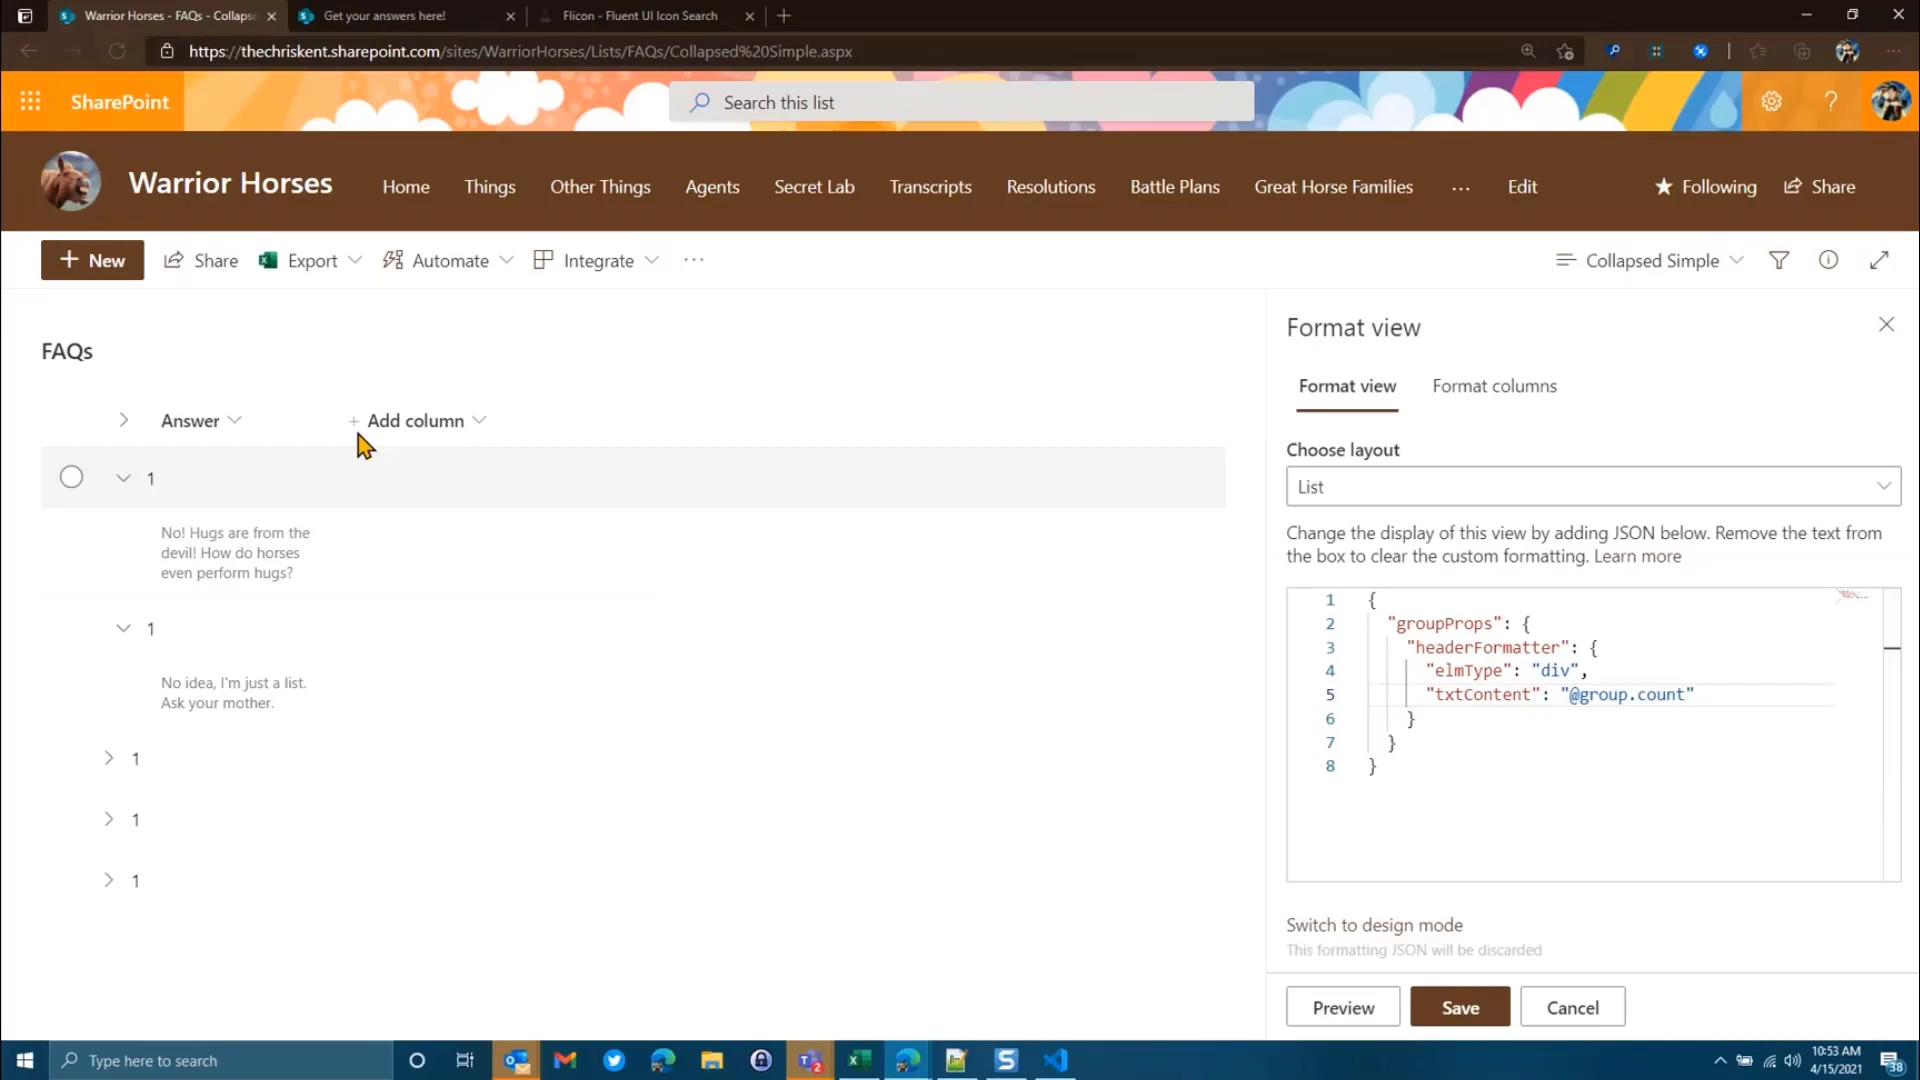 Warrior Horses - FAQs - Collapse
Get your answers here!
Flicon - Fluent UI Icon Search
https://thechriskent.sharepoint.com/sites/WarriorHorses/Lists/FAQs/Collapsed%20Simple.aspx
SharePoint
Search this list
Warrior Horses
Home
Things
Other Things
Agents
Secret Lab
Transcripts
Resolutions
Battle Plans
Great Horse Families
...
Edit
Following
Share
New
Share
Export
Automate
Integrate
...
Collapsed Simple
FAQs
Answer
+ Add column
1
No! Hugs are from the
devil! How do horses
even perform hugs?
1
No idea, I'm just a list.
Ask your mother.
1
1
1
Format view
Format view
Format columns
Choose layout
List
Change the display of this view by adding JSON below. Remove the text from
the box to clear the custom formatting. Learn more
1 {
2 "groupProps": {
3 "headerFormatter": {
4 "elmType": "div",
5 "txtContent": "@group.count"
6 }
7 }
8 }
Switch to design mode
This formatting JSON will be discarded
Preview
Save
Cancel
Type here to search
2
10:53 AM
4/15/2021
38